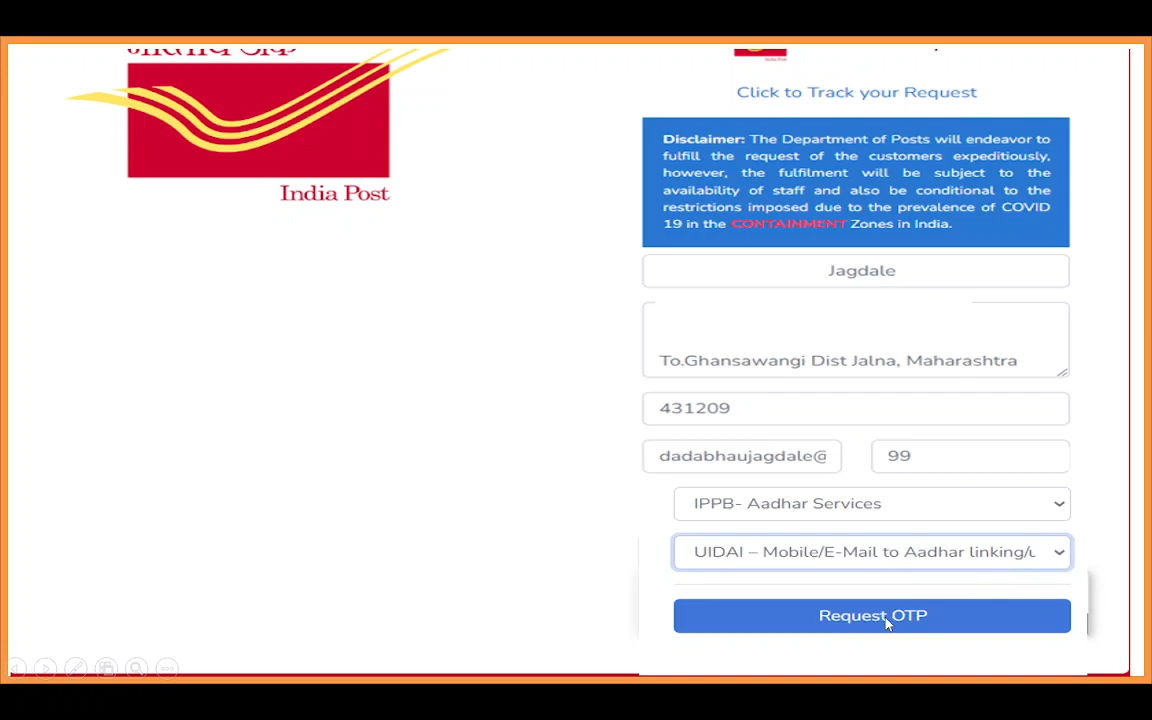 India Post
Click to Track your Request
Disclaimer: The Department of Posts will endeavor to
fulfill the request of the customers expeditiously,
however, the fulfilment will be subject to the
availability of staff and also be conditional to the
restrictions imposed due to the prevalence of COVID
19 in the CONTAINMENT Zones in India.
Jagdale
To.Ghansawangi Dist Jalna, Maharashtra
431209
dadabhaujagdale@ 99
IPPB- Aadhar Services
UIDAI – Mobile/E-Mail to Aadhar linking/u
Request OTP